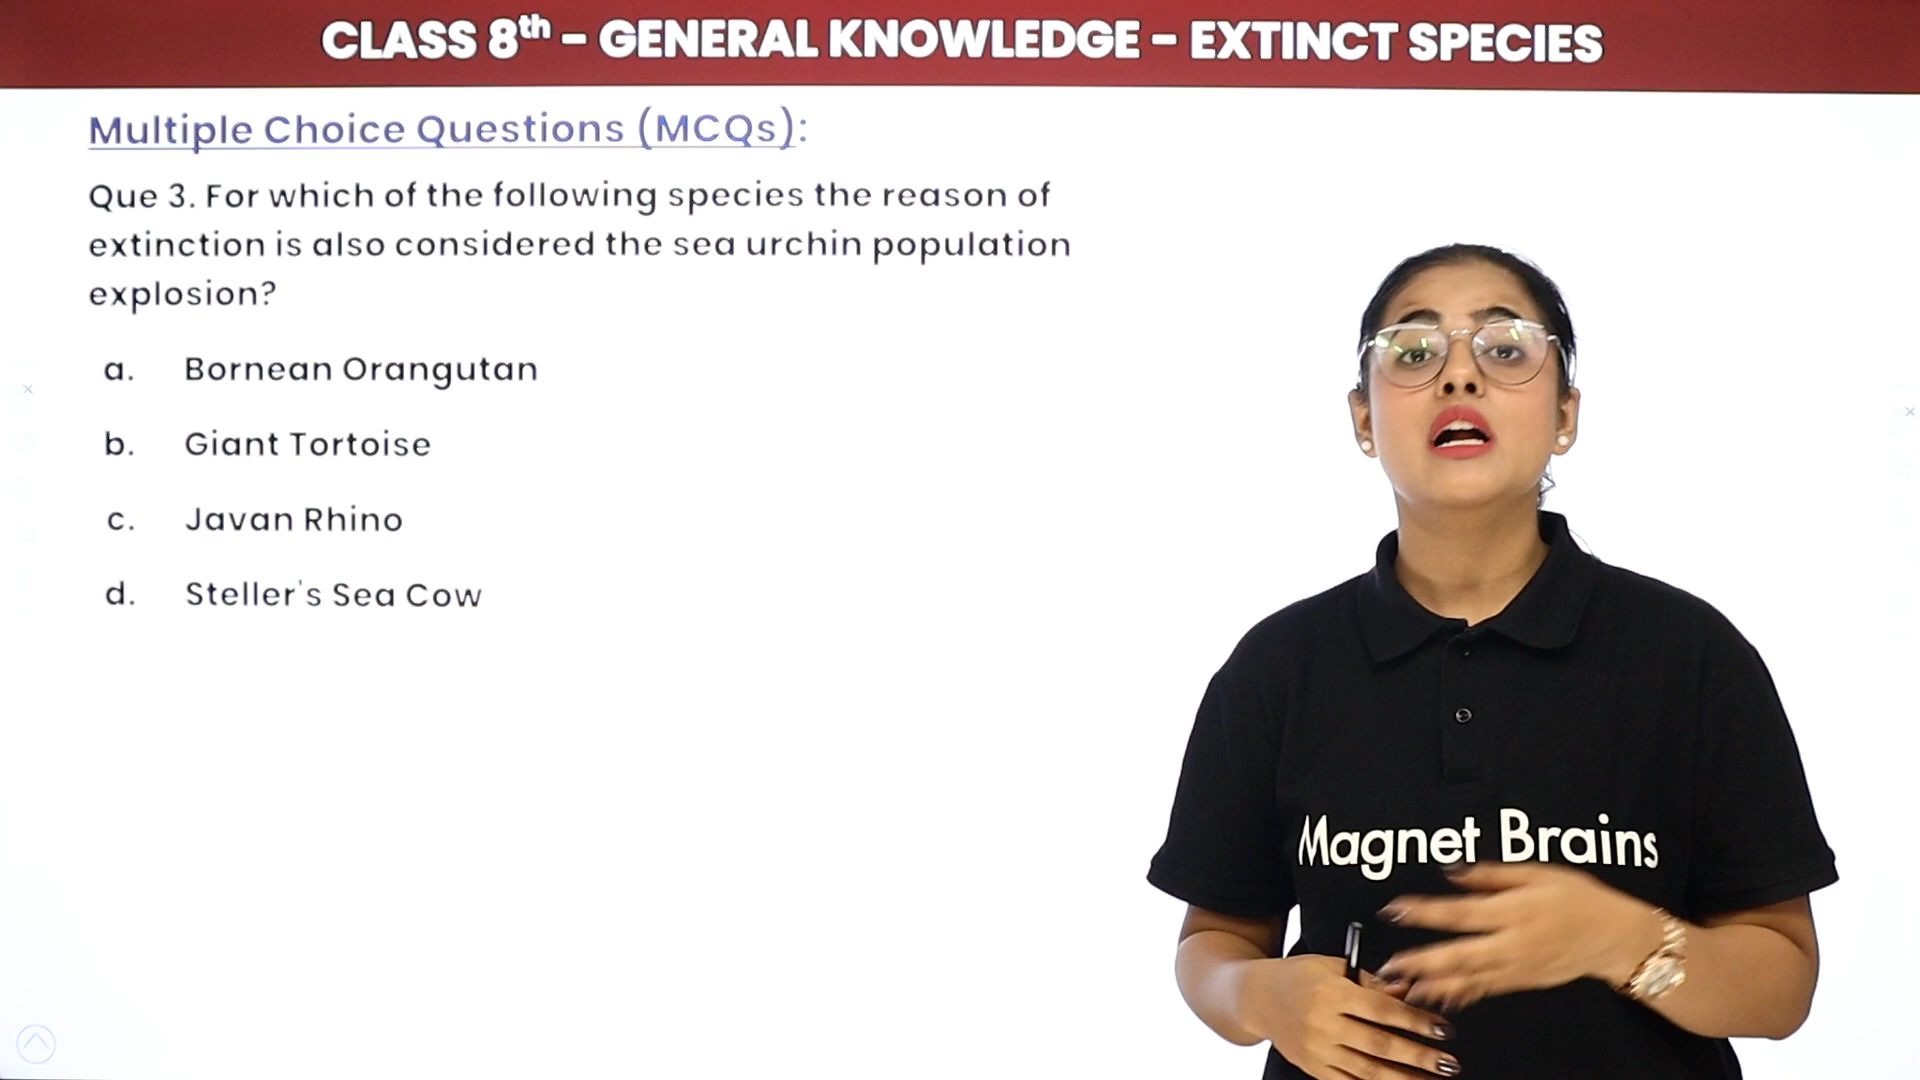 CLASS 8th - GENERAL KNOWLEDGE - EXTINCT SPECIES
Multiple Choice Questions (MCQs):
Que 3. For which of the following species the reason of
extinction is also considered the sea urchin population
explosion?
a. Bornean Orangutan
b. Giant Tortoise
c. Javan Rhino
d. Steller's Sea Cow
Magnet Brains